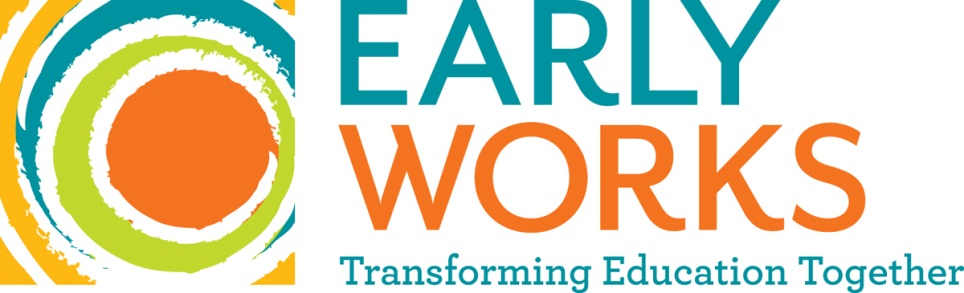 EARLY
WORKS
Transforming Education Together